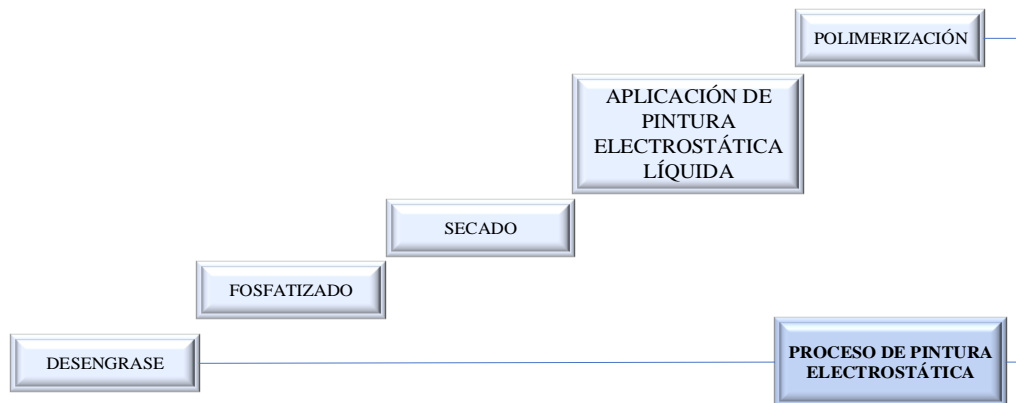 POLIMERIZACIÓN
APLICACIÓN DE
PINTURA
ELECTROSTÁTICA
LÍQUIDA
SECADO
FOSFATIZADO
DESENGRASE
PROCESO DE PINTURA
ELECTROSTÁTICA